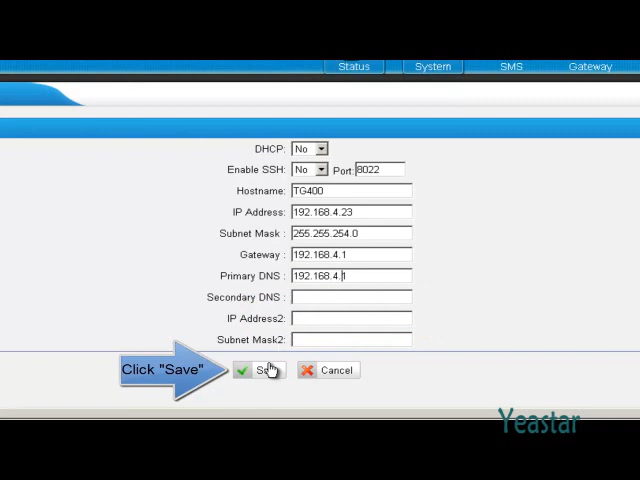 Status System SMS Gateway
DHCP: No
Enable SSH: No Port: 8022
Hostname: TG400
IP Address: 192.168.4.23
Subnet Mask : 255.255.254.0
Gateway : 192.168.4.1
Primary DNS : 192.168.4.1
Secondary DNS :
IP Address2:
Subnet Mask2:
Click "Save" Cancel
Yeastar